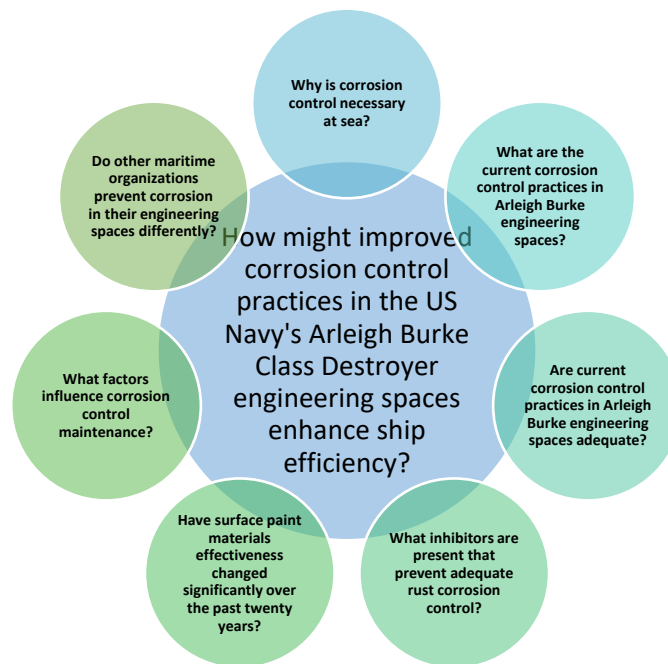 Why is corrosion
control necessary
at sea?
What are the
current corrosion
control practices in
Arleigh Burke
engineering
spaces?
Are current
corrosion control
practices in Arleigh
Burke engineering
spaces adequate?
What inhibitors are
present that
prevent adequate
rust corrosion
control?
Have surface paint
materials
effectiveness
changed
significantly over
the past twenty
years?
What factors
influence corrosion
control
maintenance?
Do other maritime
organizations
prevent corrosion
in their engineering
spaces differently?
How might improved
corrosion control
practices in the US
Navy's Arleigh Burke
Class Destroyer
engineering spaces
enhance ship
efficiency?